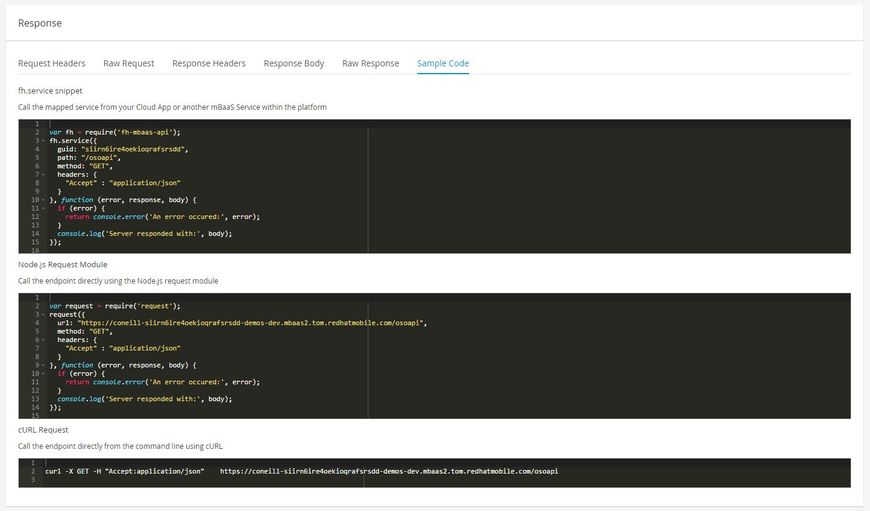 Response
Request Headers Raw Request Response Headers Response Body Raw Response Sample Code
fh.service snippet
Call the mapped service from your Cloud App or another mBaaS Service within the platform
1
2 var fh = require('fh-mbaas-api');
3 fh.service({
4 guid: "siirn6ire4oekioqrafsrsdd",
5 path: "/osoapi",
6 method: "GET",
7 headers: {
8 "Accept" : "application/json"
9 }
10 }, function (error, response, body) {
11 if (error) {
12 return console.error('An error occured:', error);
13 }
14 console.log('Server responded with:', body);
15 });
16
Node.js Request Module
Call the endpoint directly using the Node.js request module
1
2 var request = require('request');
3 request({
4 url: "https://coneill-siirn6ire4oekioqrafsrsdd-demos-dev.mbaas2.tom.redhatmobile.com/osoapi",
5 method: "GET",
6 headers: {
7 "Accept" : "application/json"
8 }
9 }, function (error, response, body) {
10 if (error) {
11 return console.error('An error occured:', error);
12 }
13 console.log('Server responded with:', body);
14 });
15
cURL Request
Call the endpoint directly from the command line using cURL
1
2 curl -X GET -H "Accept:application/json" https://coneill-siirn6ire4oekioqrafsrsdd-demos-dev.mbaas2.tom.redhatmobile.com/osoapi
3